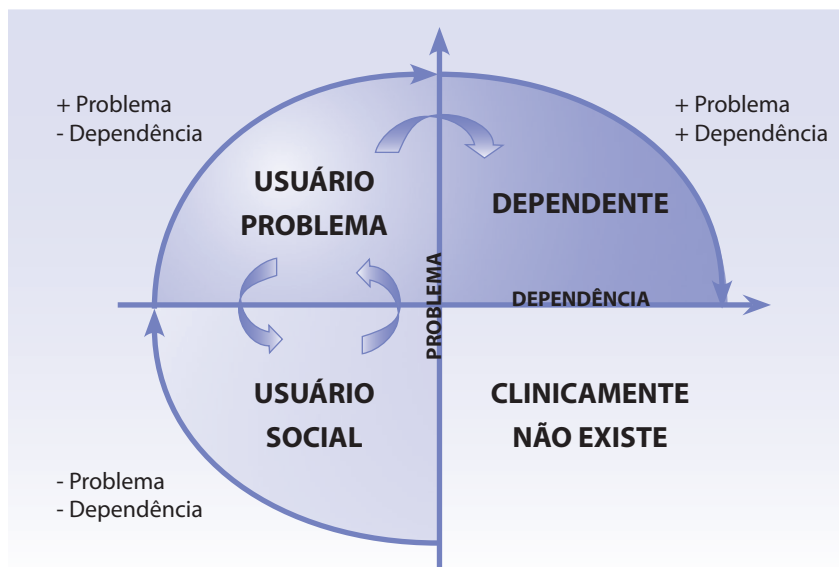 + Problema
- Dependência
+ Problema
+ Dependência
USUÁRIO
PROBLEMA
DEPENDENTE
PROBLEMA
DEPENDÊNCIA
USUÁRIO
SOCIAL
CLINICAMENTE
NÃO EXISTE
- Problema
- Dependência